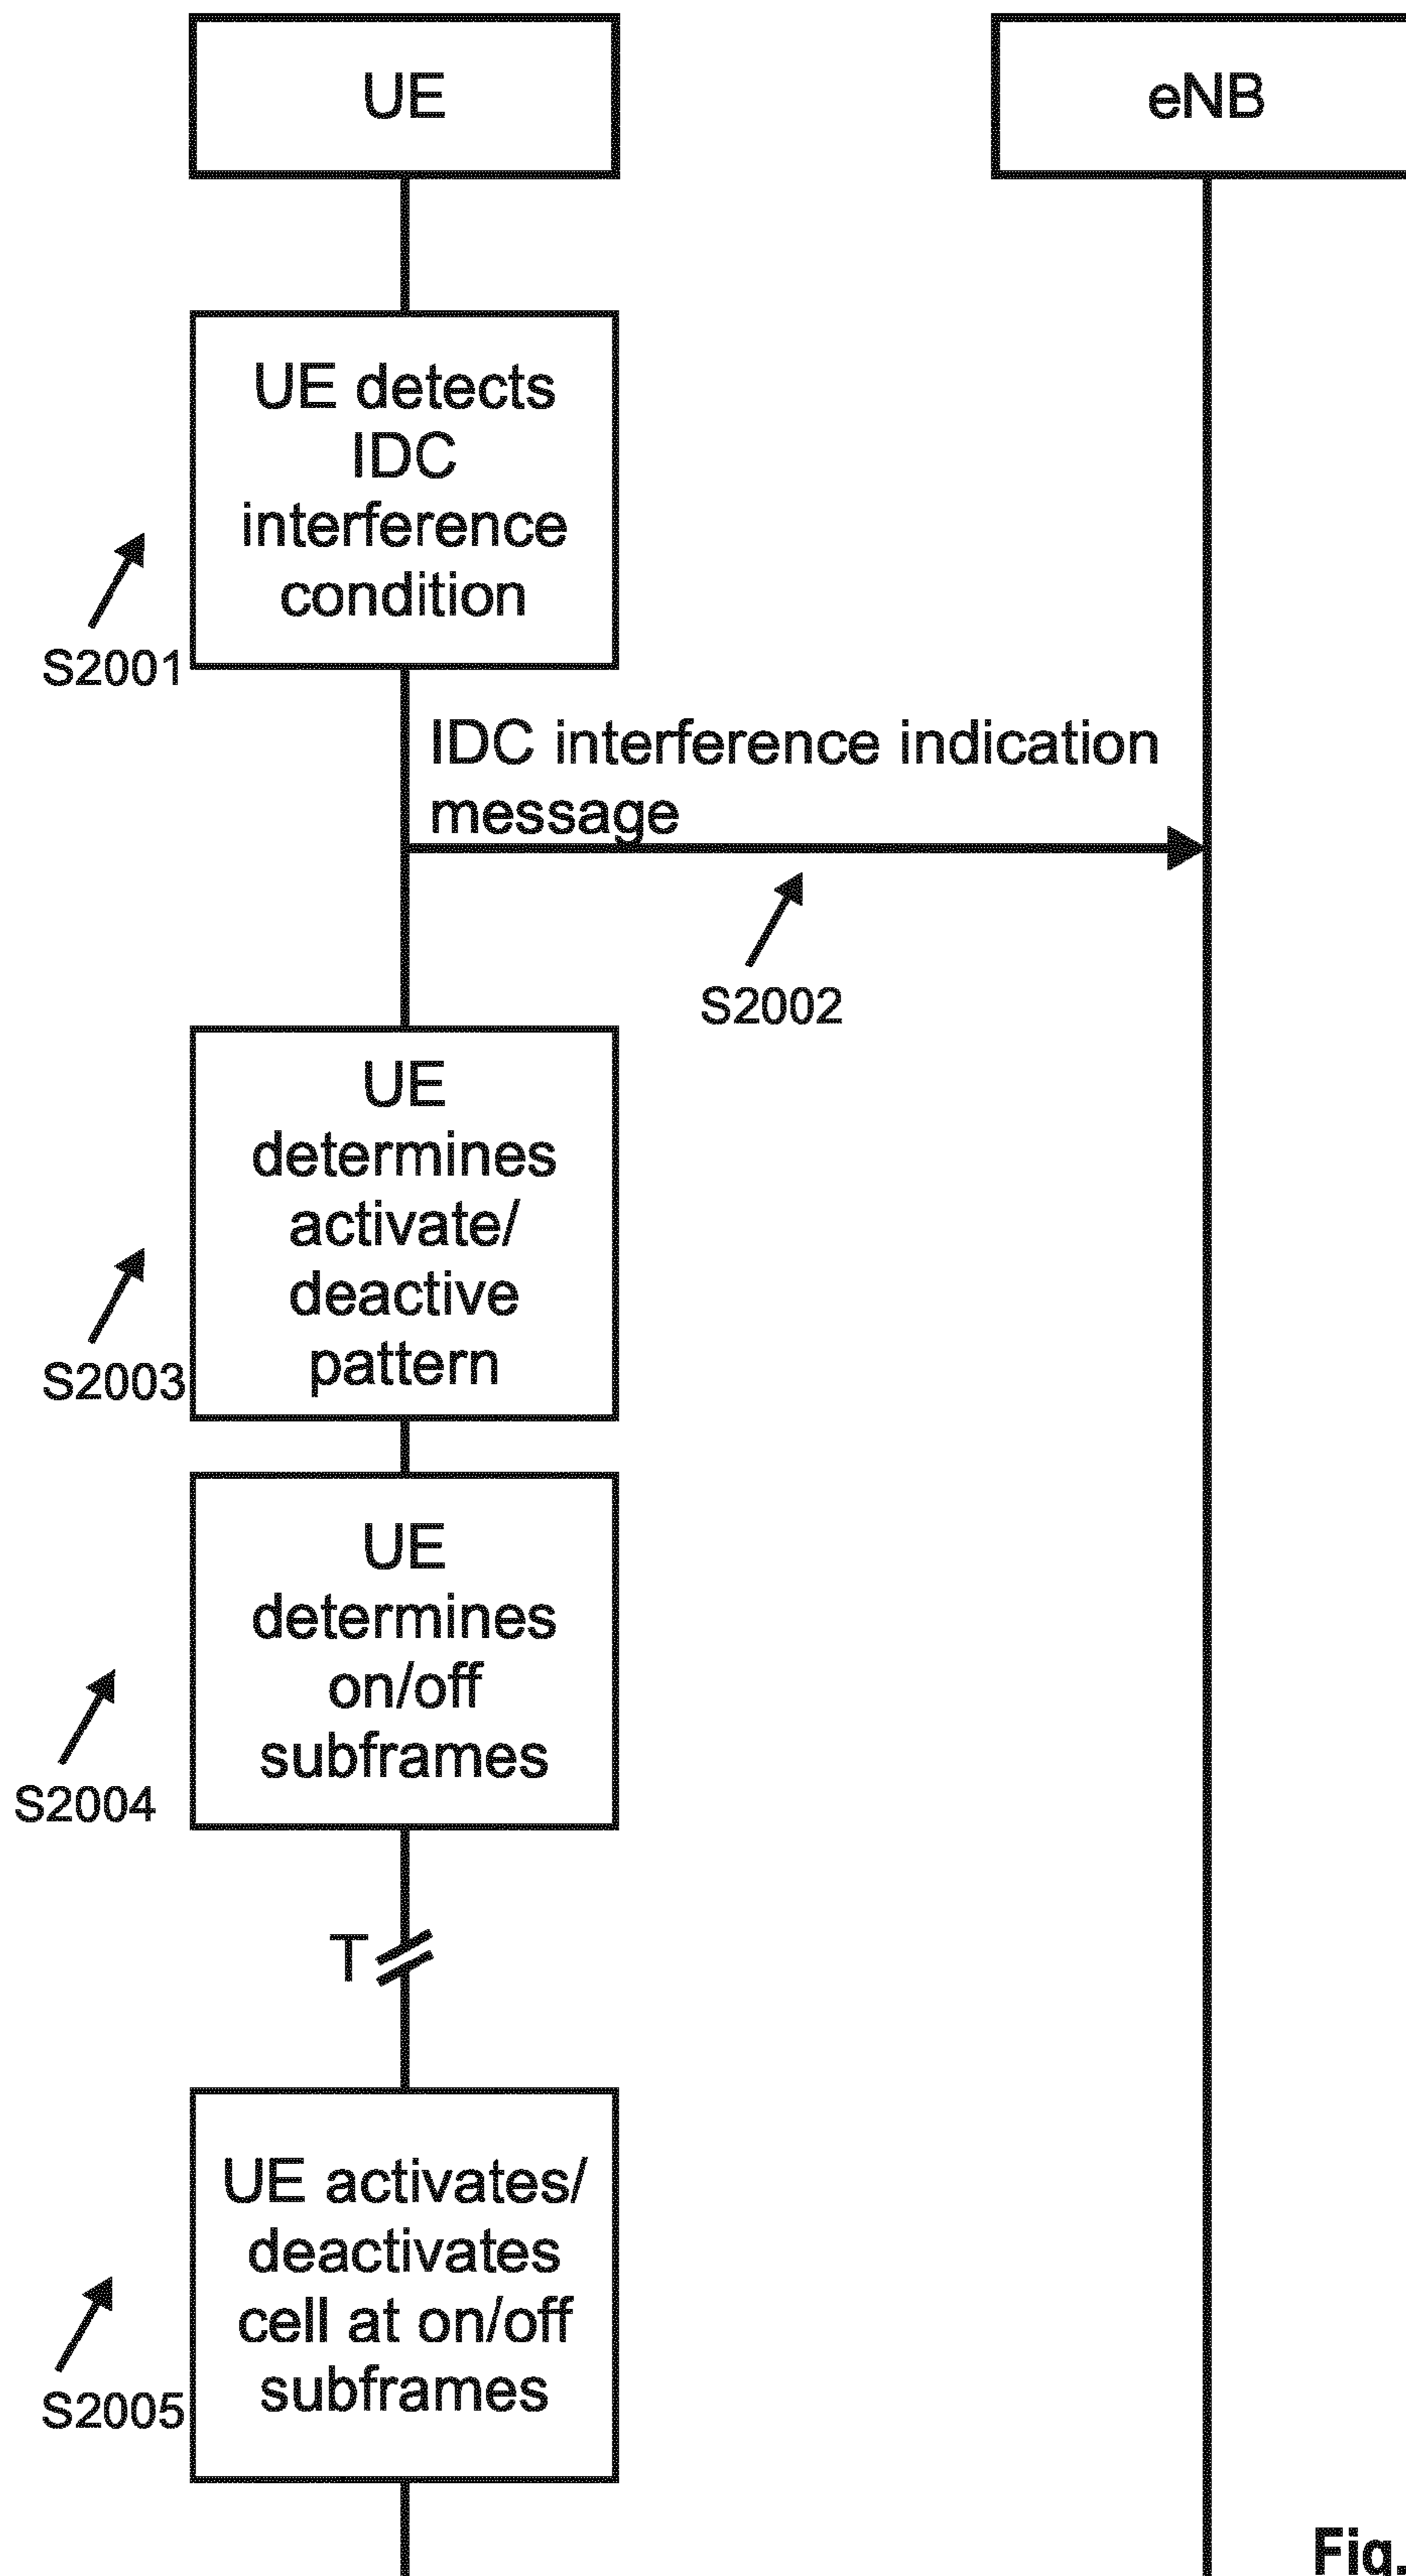 UE
eNB
UE detects
IDC
interference
condition
S2001
IDC interference indication
message
S2002
UE
determines
activate/
deactive
pattern
S2003
UE
determines
on/off
subframes
S2004
T
UE activates/
deactivates
cell at on/off
subframes
S2005
Fig.